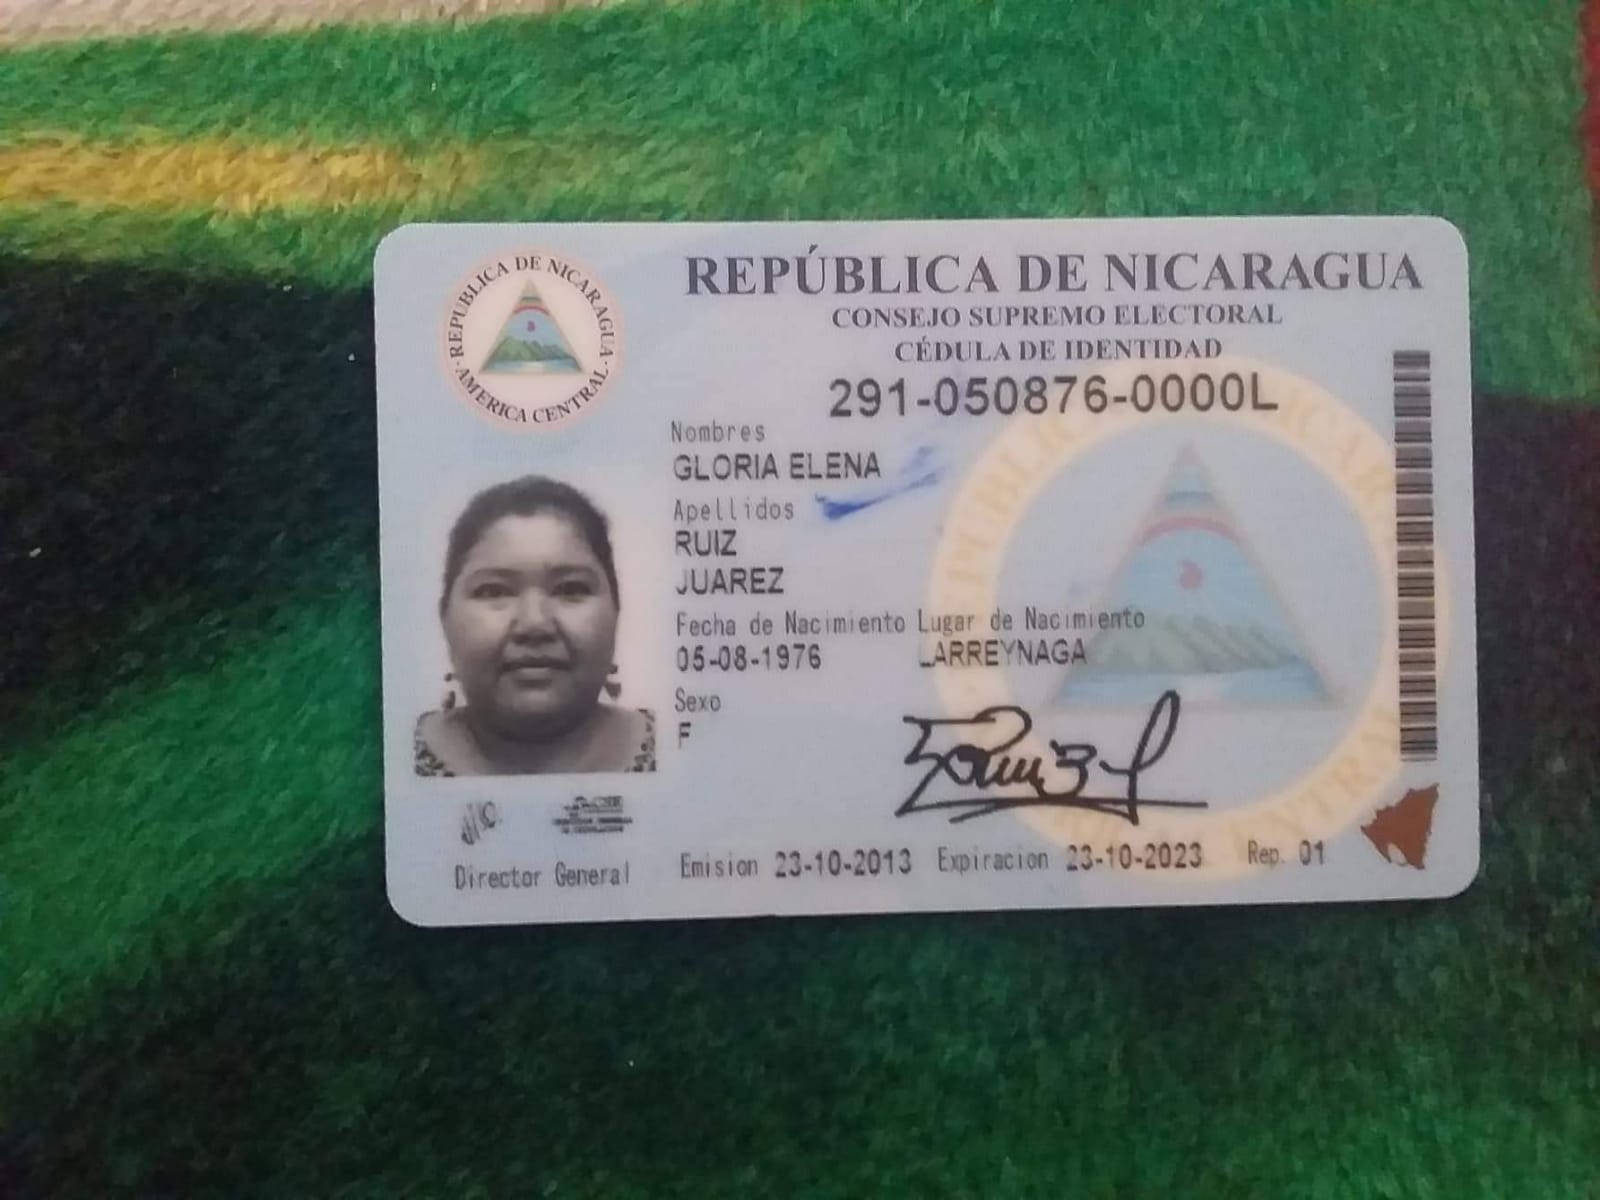 REPÚBLICA DE NICARAGUA
CONSEJO SUPREMO ELECTORAL
CÉDULA DE IDENTIDAD
291-050876-0000L
REPUBLICA DE NICARAGUA
AMERICA CENTRAL
Nombres
GLORIA ELENA
Apellidos
RUIZ
JUAREZ
Fecha de Nacimiento Lugar de Nacimiento
05-08-1976 LARREYNAGA
Sexo
F
Director General
Emision 23-10-2013 Expiracion 23-10-2023 Rep. 01